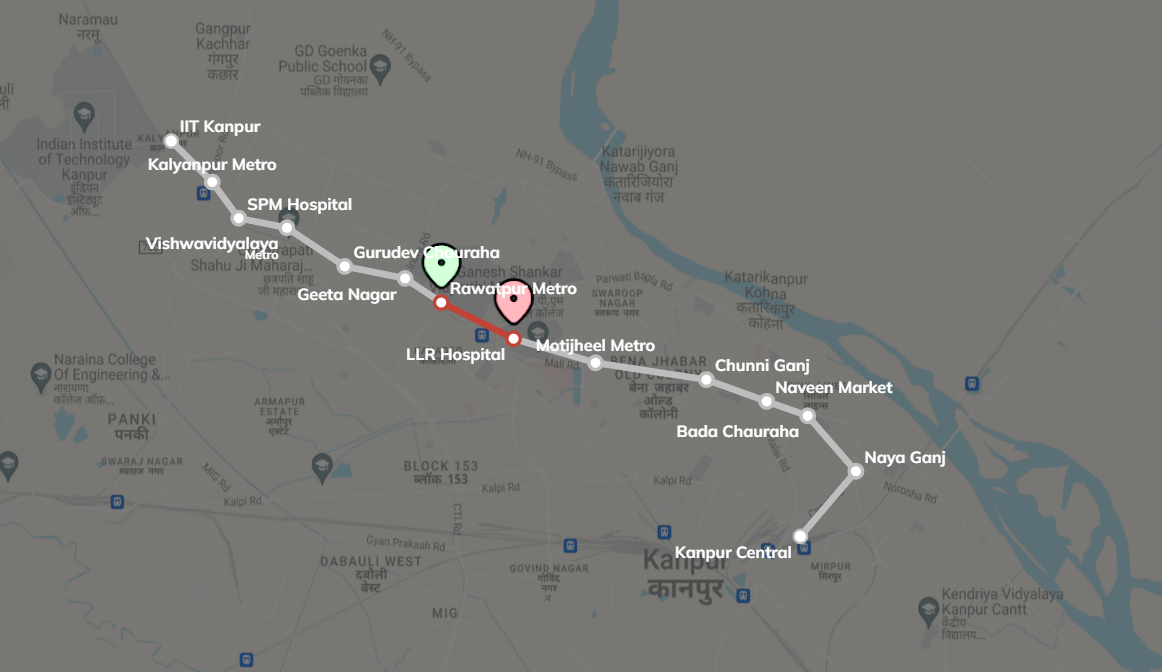 Naramau
नरमू
Gangpur
Kachhar
गंगपुर
कछार
NH-91 Bypass
GD Goenka
Public School
GD गोयनका
पब्लिक विद्यालय
IIT Kanpur
Indian Institute
of Technology
Kanpur
इंडियन
इंस्टिट्यूट
ऑफ़...
Kalyanpur Metro
NH-91 Bypass
Katarijiyora
Nawab Ganj
कतारिजियोरा
नवाब गंज
SPM Hospital
Vishwavidyalaya
Metro
Shahu Ji Maharaj...
छत्रपति शाहू
Gurudev Chauraha
Geeta Nagar
Ganesh Shankar
Rawatpur Metro
Parwati Bagla Rd
SWAROOP
NAGAR
स्वरूप नगर
Katarikanpur
Kohna
कतारिकानपुर
कोहना
LLR Hospital
Motijheel Metro
Mall Rd
BENA JHABAR
OLD COLONY
बेना जहाबर
ओल्ड
कॉलोनी
Chunni Ganj
Naveen Market
Naraina College
Of Engineering &...
नारायणा
कॉलेज ऑफ़...
PANKI
पनकी
ARMAPUR
ESTATE
अर्मापुर
एस्टेट
Bada Chauraha
SWARAJ NAGAR
स्वराज नगर
MIG Rd
BLOCK 153
ब्लॉक 153
Naya Ganj
Kalpi Rd
Kalpi Rd
Kalpi Rd
Noronha Rd
CTI Rd
Gyan Prakash Rd
Kanpur Central
Kanpur
कानपुर
DABAULI WEST
दबौली
वेस्ट
GOVIND NAGAR
गोविंद
नगर
MIRPUR
मिरपुर
MIG
Kendriya Vidyalaya
Kanpur Cantt
केंद्रीय
विद्यालय...